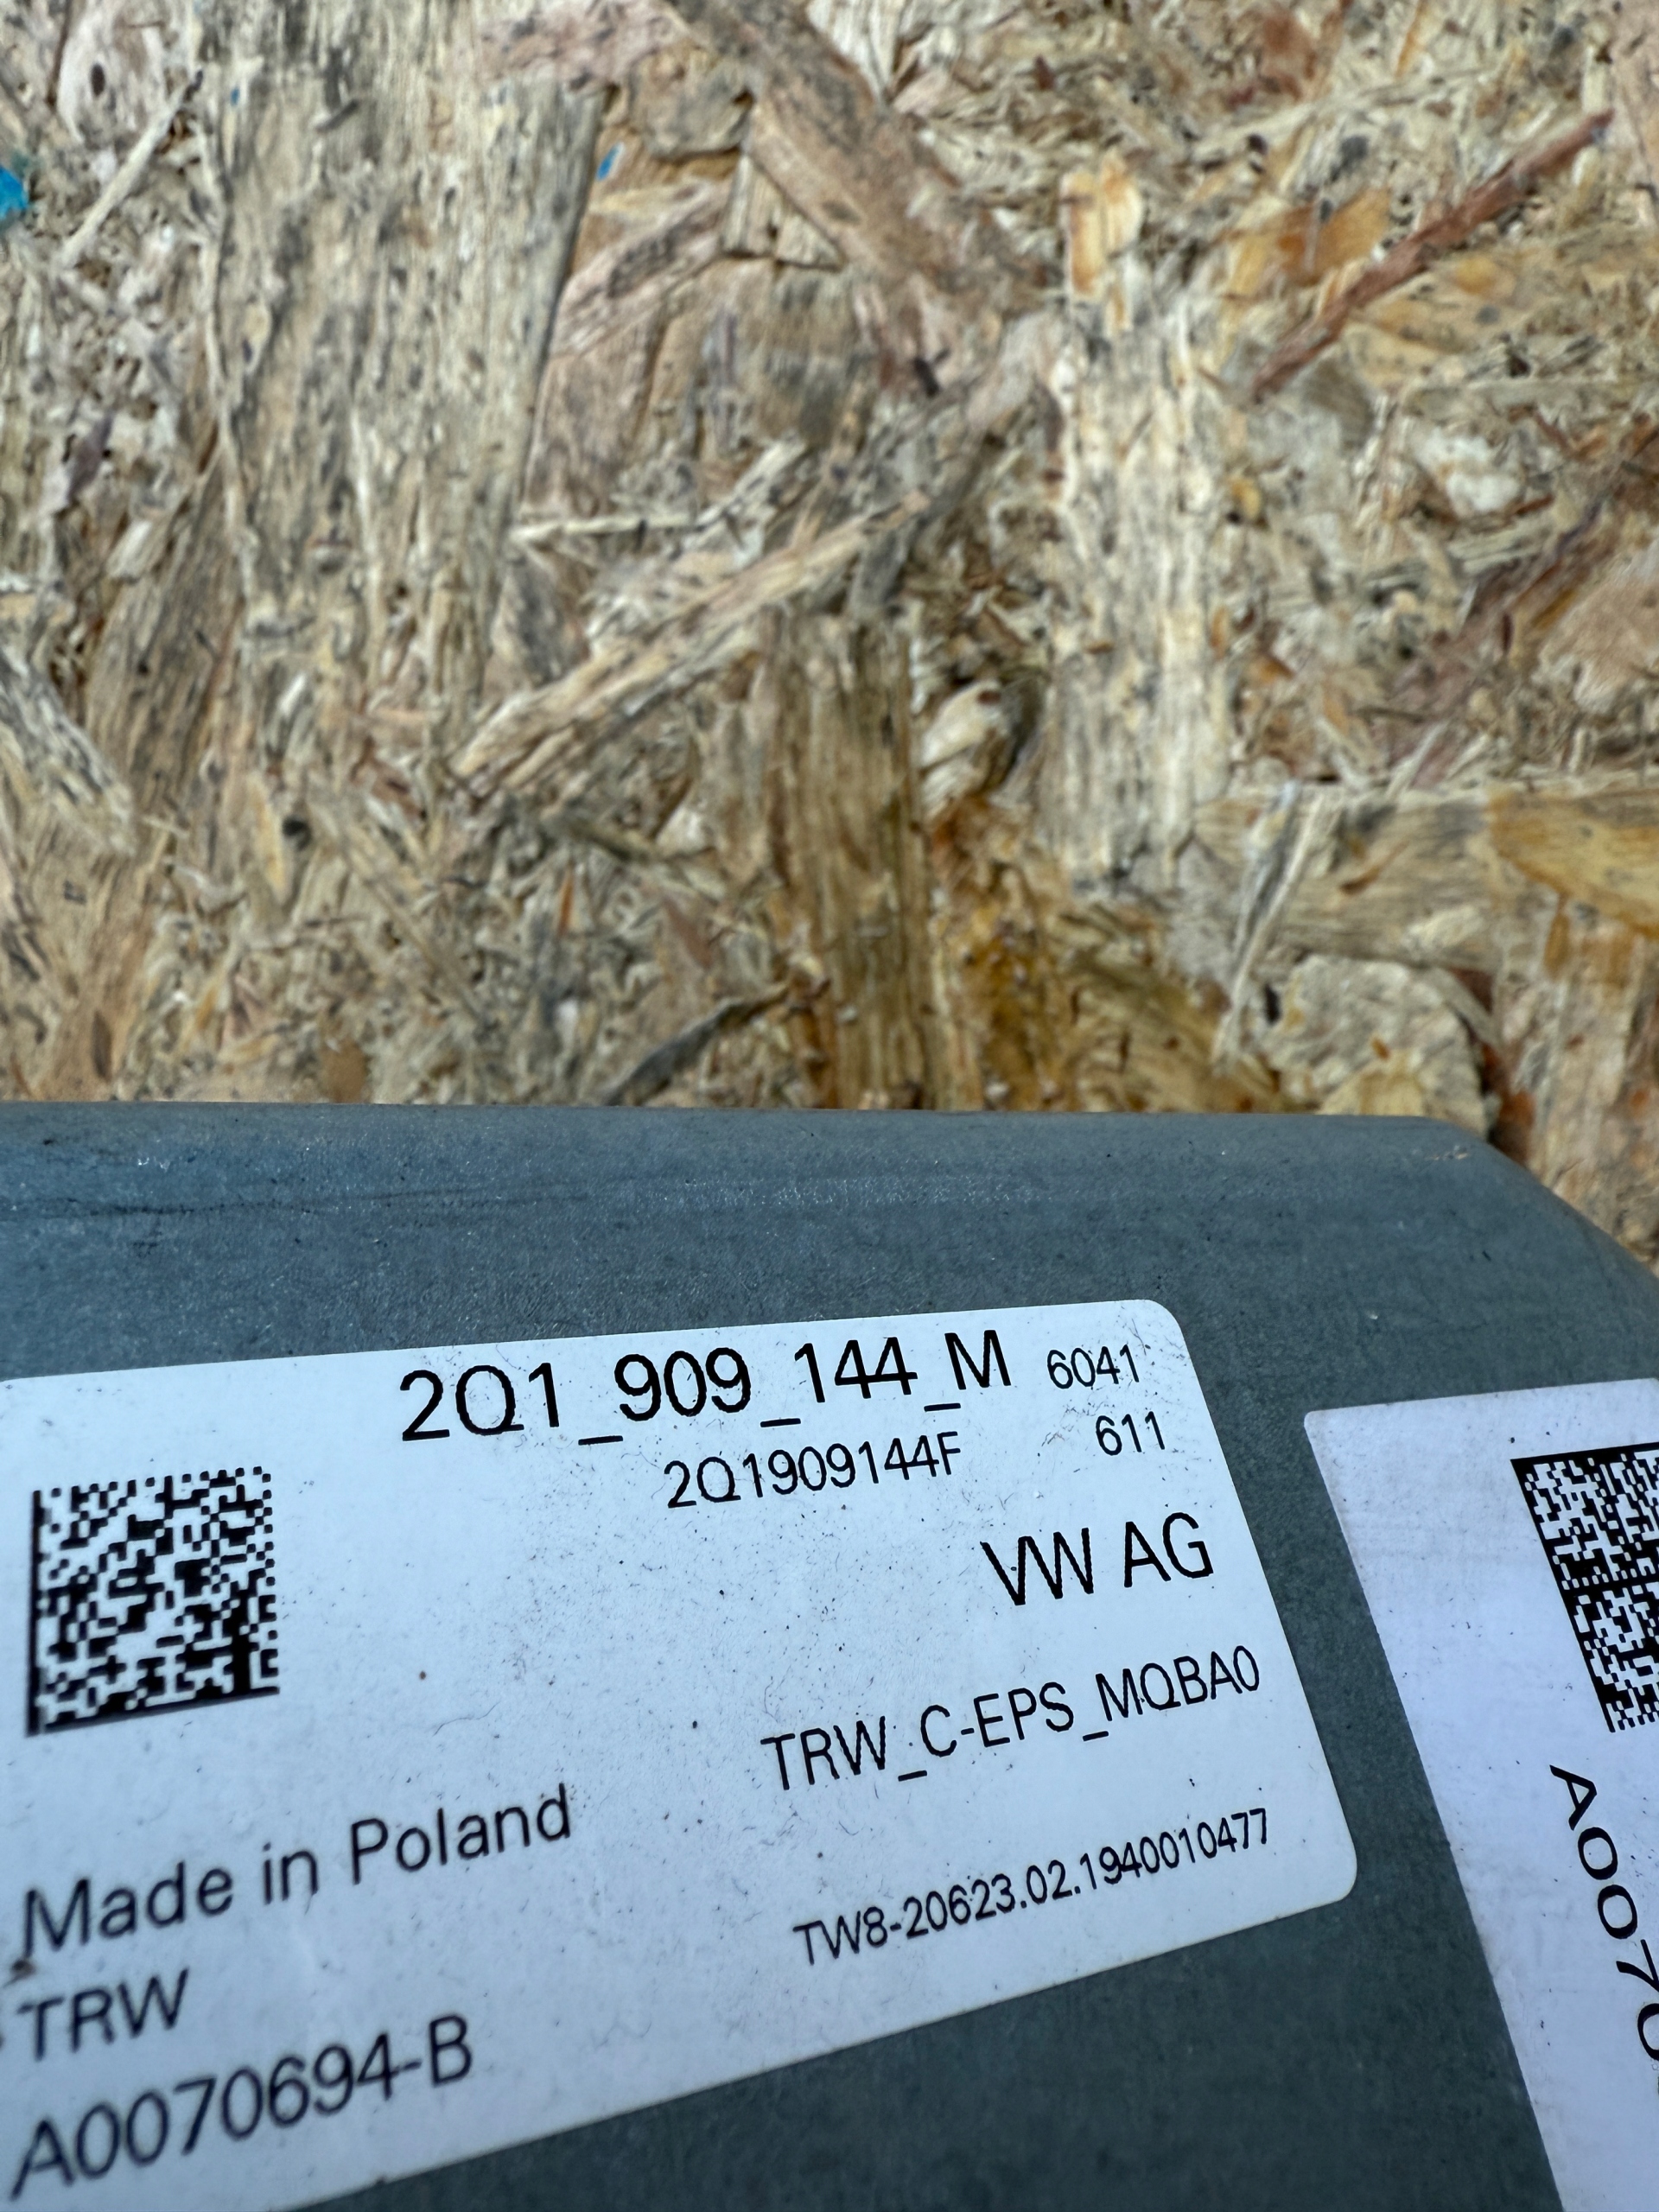 2Q1_909_144_M 6041
2Q1909144F 611
VW AG
TRW_C-EPS_MQBA0
Made in Poland
TW8-20623.02.1940010477
TRW
A0070694-B